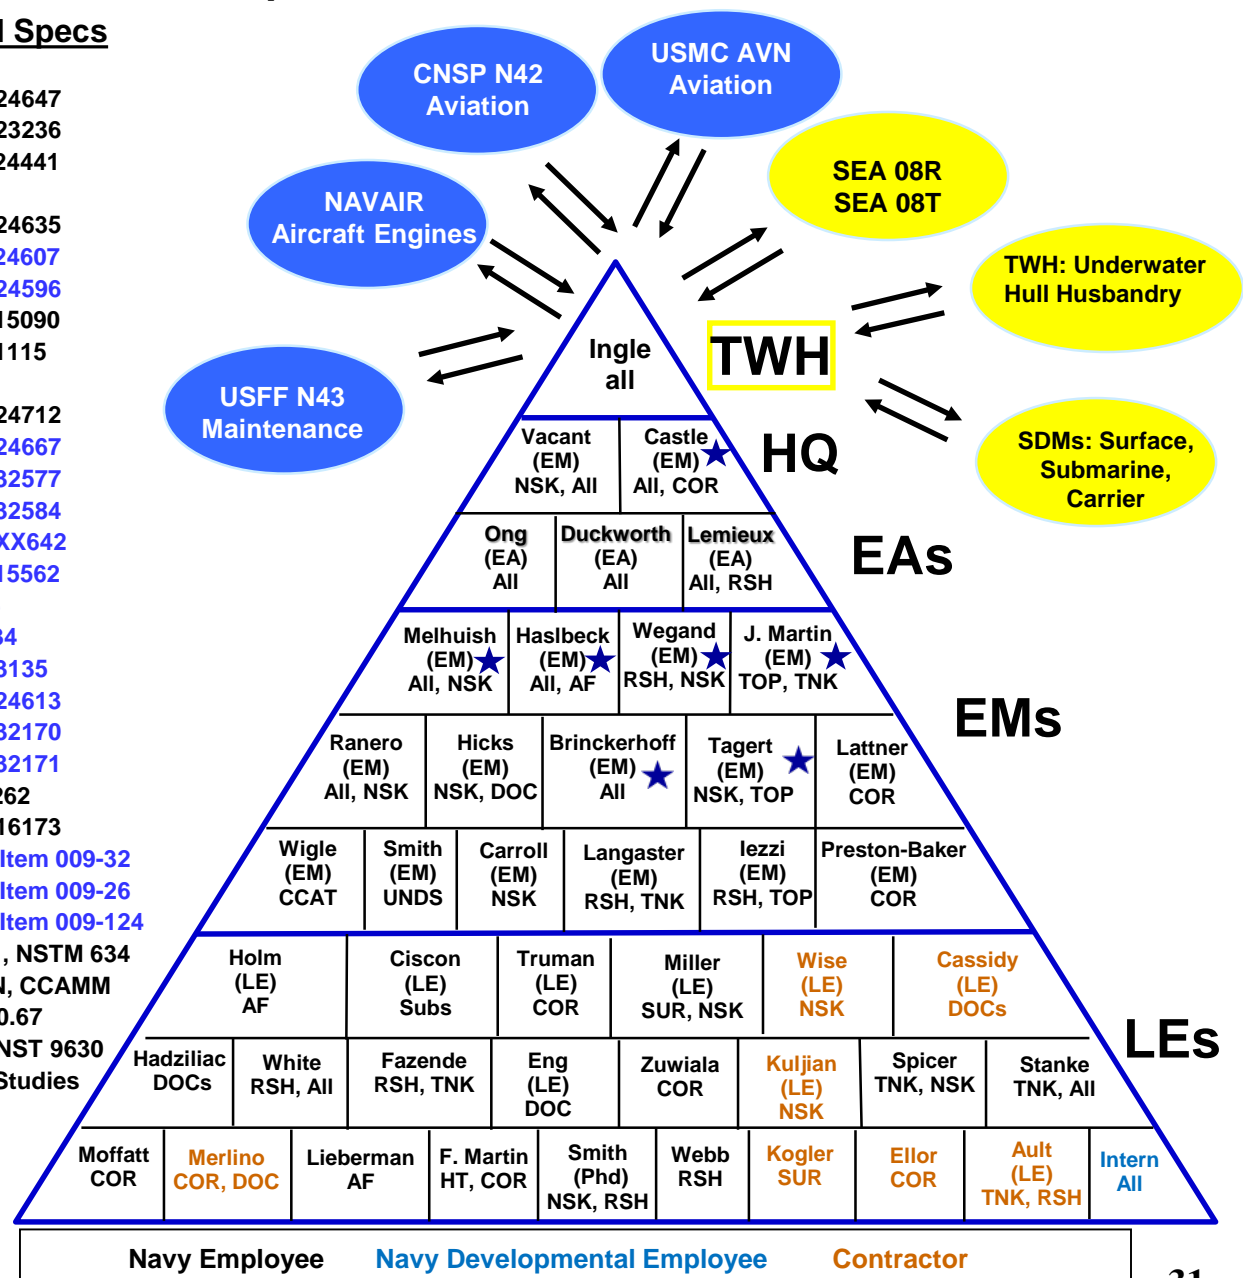 Specs
24647
23236
24441
24635
24607
24596
15090
1115
24712
24667
32577
32584
XX642
15562
34
3135
24613
32170
32171
262
16173
Item 009-32
Item 009-26
Item 009-124
, NSTM 634
, CCAMM
0.67
NST 9630
Studies
CNSP N42
Aviation
USMC AVN
Aviation
NAVAIR
Aircraft Engines
USFF N43
Maintenance
SEA 08R
SEA 08T
TWH: Underwater
Hull Husbandry
SDMs: Surface,
Submarine,
Carrier
Ingle
all
TWH
Vacant
(EM)
NSK, All
Castle
(EM)
All, COR
HQ
Ong
(EA)
All
Duckworth
(EA)
All
Lemieux
(EA)
All, RSH
EAs
Melhuish
(EM)
All, NSK
Haslbeck
(EM)
All, AF
Wegand
(EM)
RSH, NSK
J. Martin
(EM)
TOP, TNK
EMs
Ranero
(EM)
All, NSK
Hicks
(EM)
NSK, DOC
Brinckerhoff
(EM)
All
Tagert
(EM)
NSK, TOP
Lattner
(EM)
COR
Wigle
(EM)
CCAT
Smith
(EM)
UNDS
Carroll
(EM)
NSK
Langaster
(EM)
RSH, TNK
Iezzi
(EM)
RSH, TOP
Preston-Baker
(EM)
COR
Holm
(LE)
AF
Ciscon
(LE)
Subs
Truman
(LE)
COR
Miller
(LE)
SUR, NSK
Wise
(LE)
NSK
Cassidy
(LE)
DOCs
LEs
Hadziliac
DOCs
White
RSH, All
Fazende
RSH, TNK
Eng
(LE)
DOC
Zuwiala
COR
Kuljian
(LE)
NSK
Spicer
TNK, NSK
Stanke
TNK, All
Moffatt
COR
Merlino
COR, DOC
Lieberman
AF
F. Martin
HT, COR
Smith
(Phd)
NSK, RSH
Webb
RSH
Kogler
SUR
Ellor
COR
Ault
(LE)
TNK, RSH
Intern
All
Navy Employee Navy Developmental Employee Contractor
31